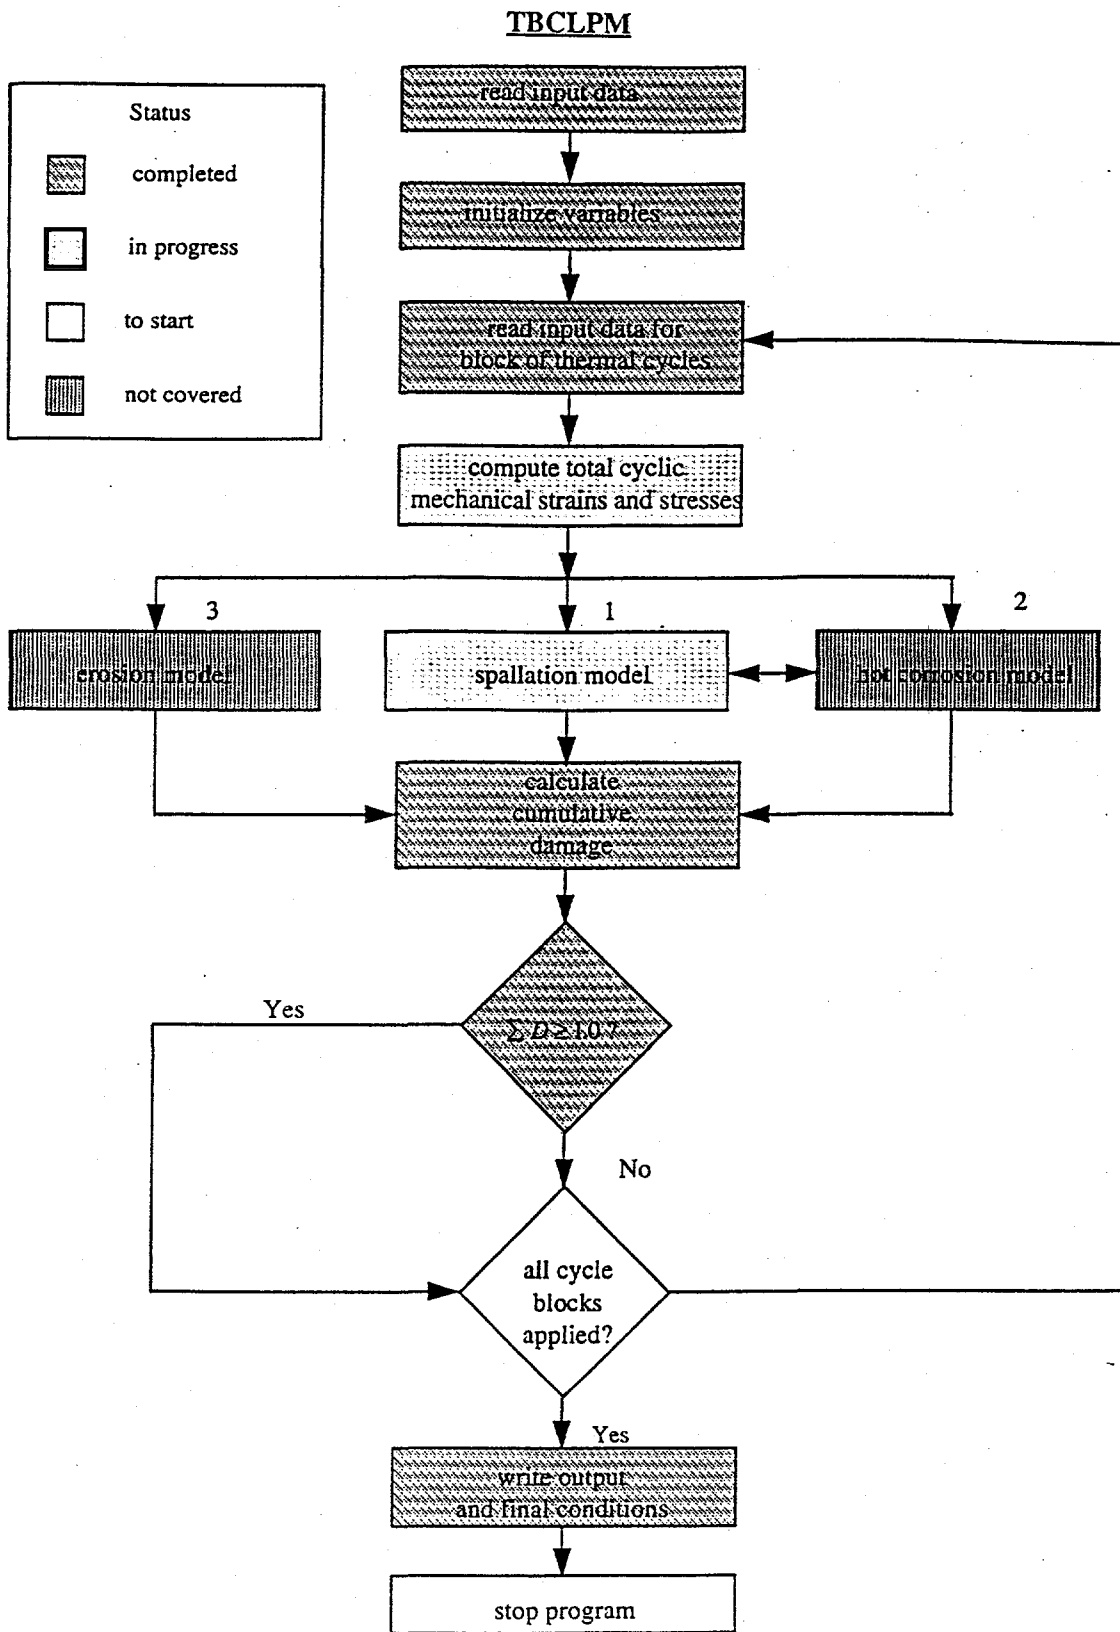 TBCLPM
Status
completed
in progress
to start
not covered
read input data
initialize variables
read input data for
block of thermal cycles
compute total cyclic
mechanical strains and stresses
3
1
2
erosion model
spallation model
hot corrosion model
calculate
cumulative
damage
Yes
∑ D ≥ 1.0 ?
No
all cycle
blocks
applied?
Yes
write output
and final conditions
stop program